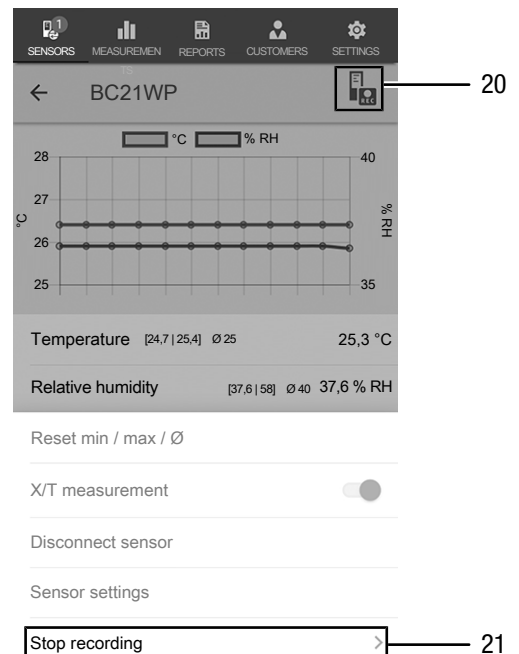 1
SENSORS MEASUREMEN REPORTS CUSTOMERS SETTINGS
TS
BC21WP
REC
20
°C % RH
28 40
27
°C % RH
26
25 35
Temperature [24,7 | 25,4] Ø 25 25,3 °C
Relative humidity [37,6 | 58] Ø 40 37,6 % RH
Reset min / max / Ø
X/T measurement
Disconnect sensor
Sensor settings
Stop recording
21